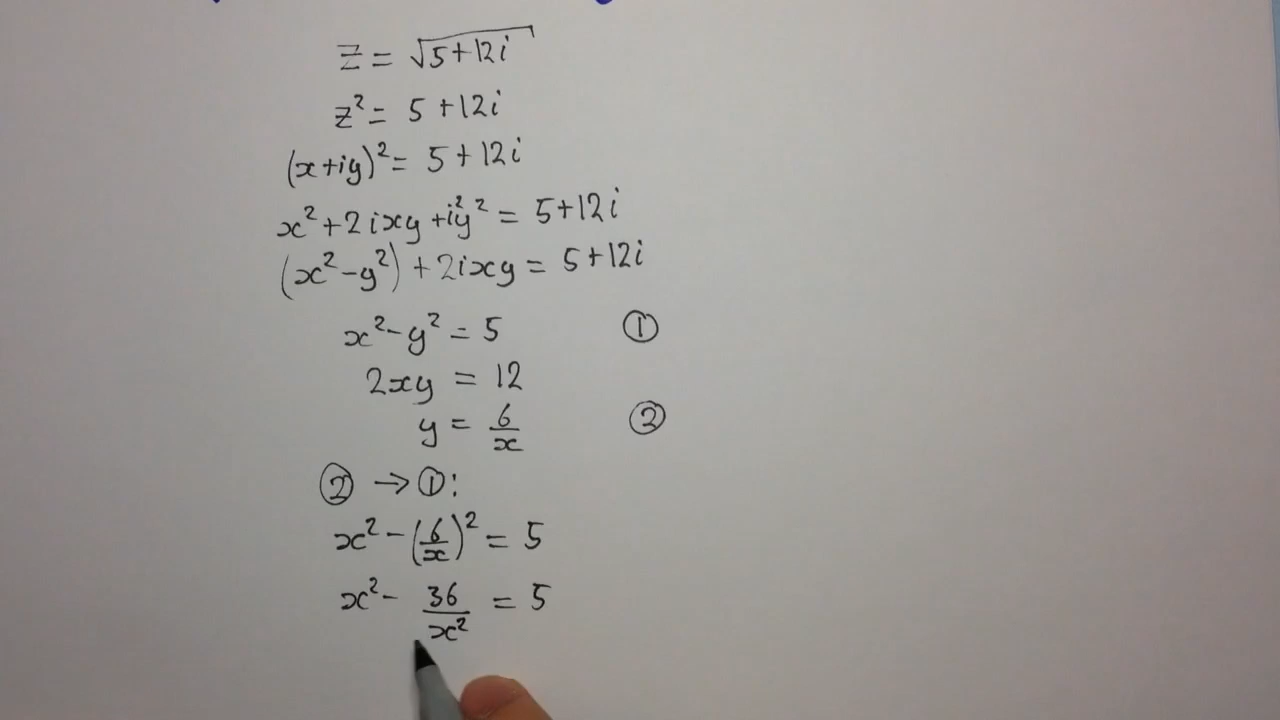 z = √5+12i
z² = 5+12i
(x+iy)² = 5+12i
x²+2ixy+i²y² = 5+12i
(x²-y²)+2ixy = 5+12i
x²-y² = 5 ①
2xy = 12
y = 6/x ②
② → ①:
x² - (6/x)² = 5
x² - 36/x² = 5